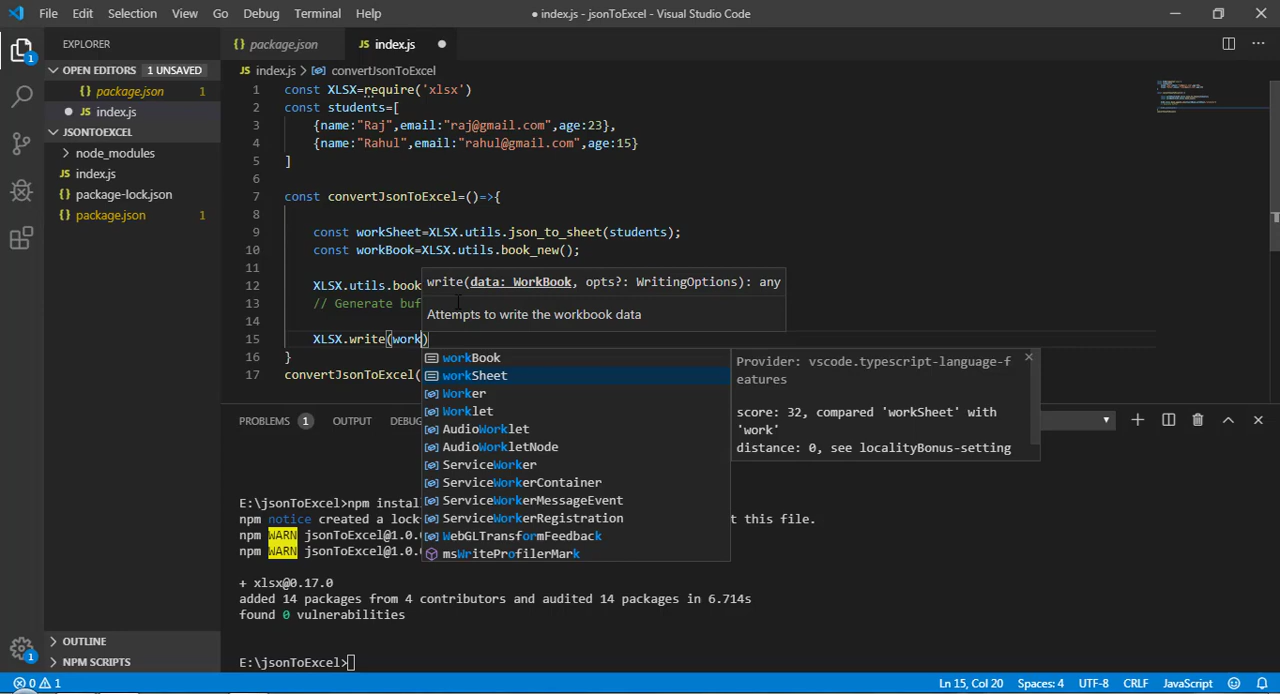 File Edit Selection View Go Debug Terminal Help
● index.js - jsonToExcel - Visual Studio Code
EXPLORER
{} package.json
JS index.js ●
OPEN EDITORS 1 UNSAVED
JS index.js > convertJsonToExcel
{} package.json 1
● JS index.js
JSONTOEXCEL
> node_modules
JS index.js
{} package-lock.json
{} package.json 1
1 const XLSX=require('xlsx')
2 const students=[
3 {name:"Raj",email:"raj@gmail.com",age:23},
4 {name:"Rahul",email:"rahul@gmail.com",age:15}
5 ]
6
7 const convertJsonToExcel=()=>{
8
9 const workSheet=XLSX.utils.json_to_sheet(students);
10 const workBook=XLSX.utils.book_new();
11
12 XLSX.utils.book
13 // Generate buf
14
15 XLSX.write(work)
16 }
17 convertJsonToExcel(
write(data: WorkBook, opts?: WritingOptions): any
Attempts to write the workbook data
workBook
workSheet
Worker
Worklet
AudioWorklet
AudioWorkletNode
ServiceWorker
ServiceWorkerContainer
ServiceWorkerMessageEvent
ServiceWorkerRegistration
WebGLTransformFeedback
msWriteProfilerMark
Provider: vscode.typescript-language-f
eatures
score: 32, compared 'workSheet' with
'work'
distance: 0, see localityBonus-setting
PROBLEMS 1 OUTPUT DEBUG
E:\jsonToExcel>npm instal
npm notice created a lock t this file.
npm WARN jsonToExcel@1.0.
npm WARN jsonToExcel@1.0.
+ xlsx@0.17.0
added 14 packages from 4 contributors and audited 14 packages in 6.714s
found 0 vulnerabilities
E:\jsonToExcel>
OUTLINE
NPM SCRIPTS
1
1
0 1
Ln 15, Col 20 Spaces: 4 UTF-8 CRLF JavaScript